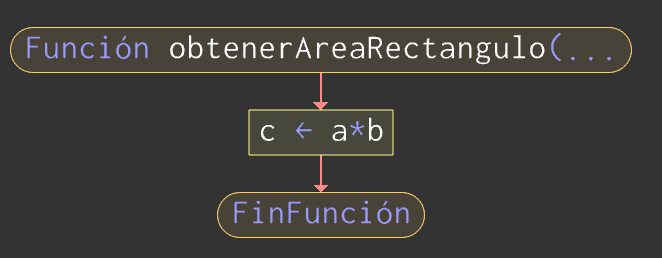 Función obtenerAreaRectangulo(...
c ← a*b
FinFunción